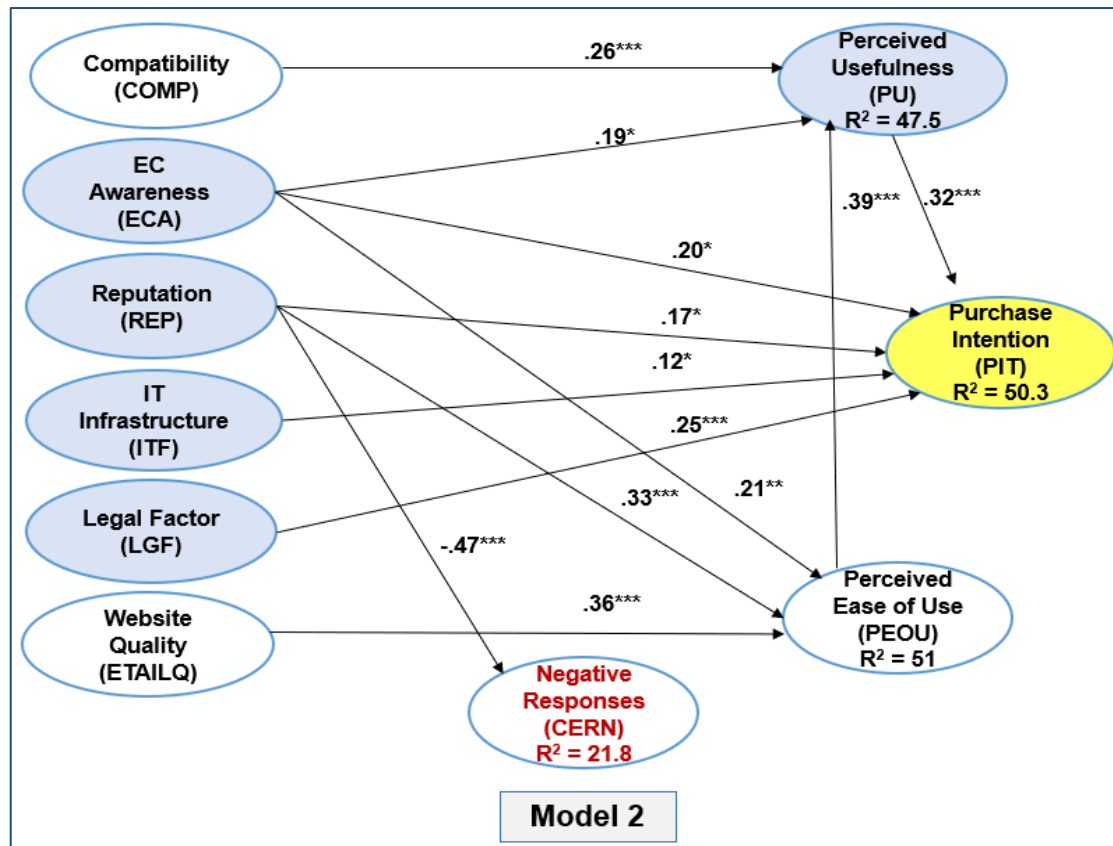 Compatibility
(COMP)
.26***
Perceived
Usefulness
(PU)
R² = 47.5
EC
Awareness
(ECA)
.19*
.39***
.32***
.20*
Reputation
(REP)
.17*
Purchase
Intention
(PIT)
R² = 50.3
.12*
IT
Infrastructure
(ITF)
.25***
.21**
.33***
Legal Factor
(LGF)
-.47***
Perceived
Ease of Use
(PEOU)
R² = 51
.36***
Website
Quality
(ETAILQ)
Negative
Responses
(CERN)
R² = 21.8
Model 2